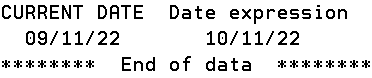 CURRENT DATE  Date expression
09/11/22  10/11/22
********  End of data  ********